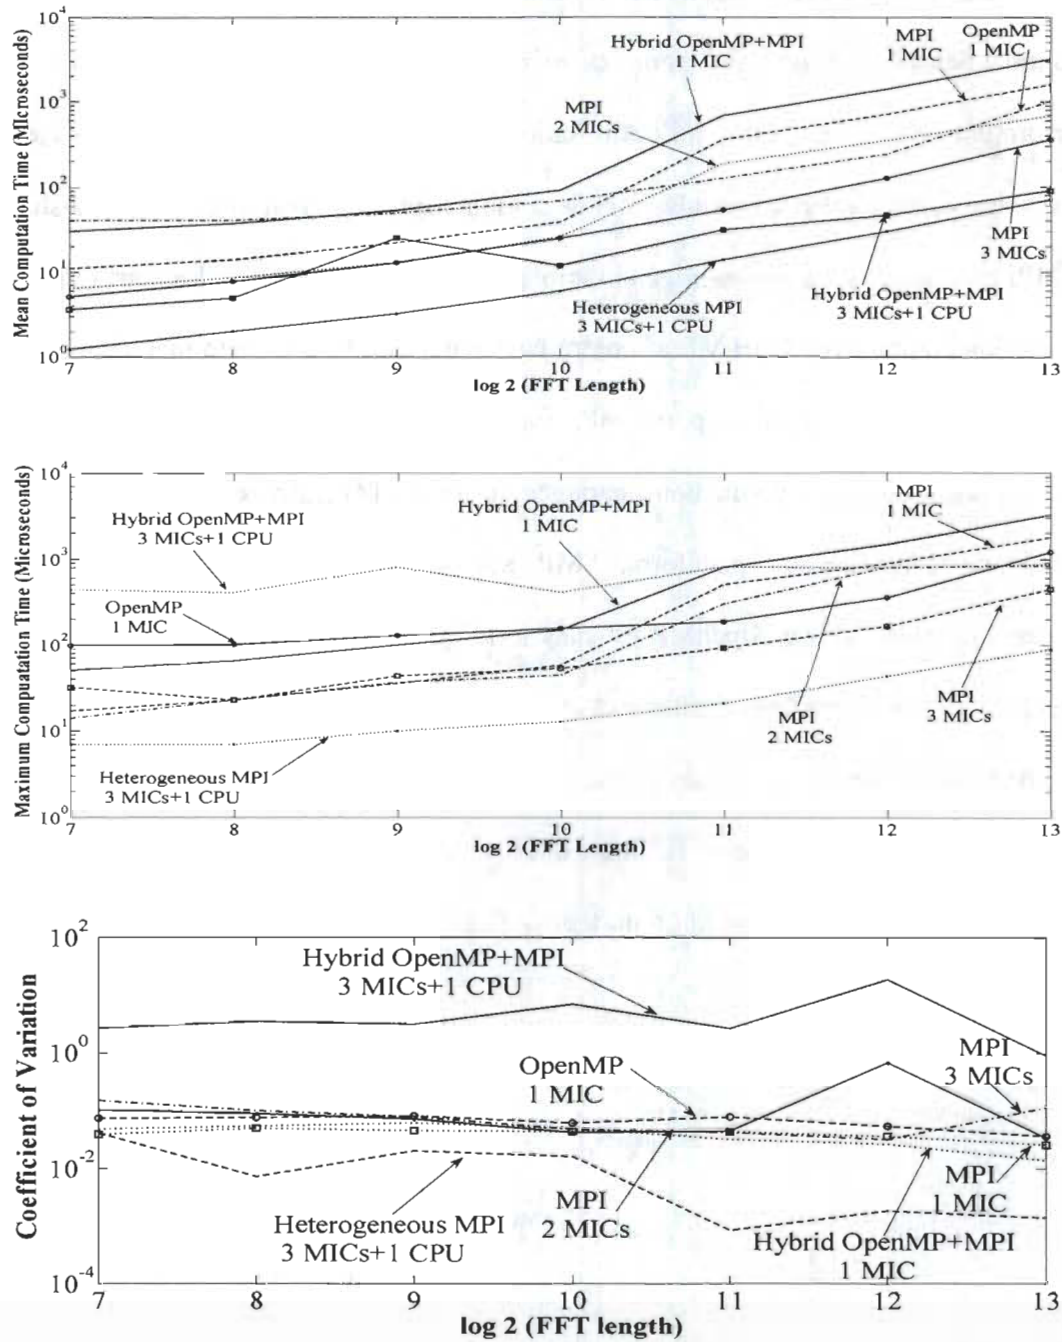 Mean Computation Time (Microseconds)
10^4
10^3
10^2
10^1
10^0
Hybrid OpenMP+MPI
1 MIC
MPI
1 MIC
OpenMP
1 MIC
MPI
2 MICs
MPI
3 MICs
Heterogeneous MPI
3 MICs+1 CPU
Hybrid OpenMP+MPI
3 MICs+1 CPU
7 8 9 10 11 12 13
log 2 (FFT Length)
Maximum Compuatation Time (Microseconds)
10^4
10^3
10^2
10^1
10^0
Hybrid OpenMP+MPI
3 MICs+1 CPU
Hybrid OpenMP+MPI
1 MIC
MPI
1 MIC
OpenMP
1 MIC
MPI
2 MICs
MPI
3 MICs
Heterogeneous MPI
3 MICs+1 CPU
7 8 9 10 11 12 13
log 2 (FFT Length)
Coefficient of Variation
10^2
10^0
10^-2
10^-4
Hybrid OpenMP+MPI
3 MICs+1 CPU
OpenMP
1 MIC
MPI
3 MICs
Heterogeneous MPI
3 MICs+1 CPU
MPI
2 MICs
MPI
1 MIC
Hybrid OpenMP+MPI
1 MIC
7 8 9 10 11 12 13
log 2 (FFT length)